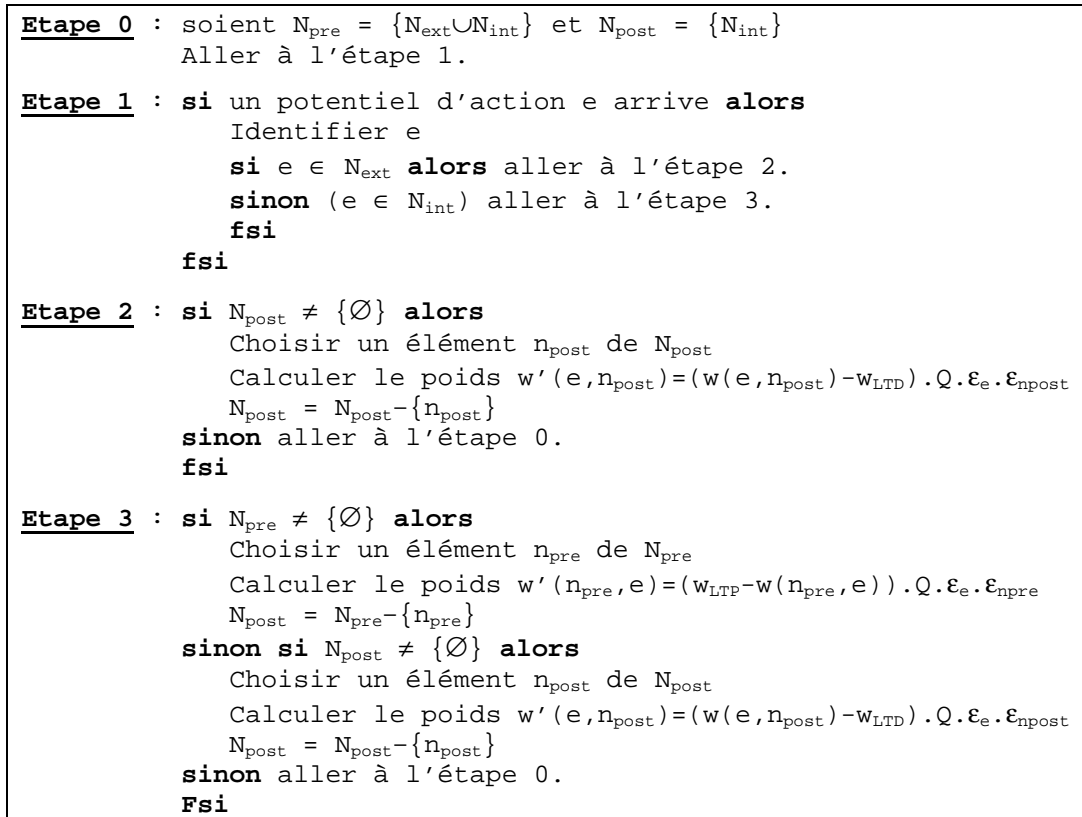 Etape 0 : soient Npre = {Next∪Nint} et Npost = {Nint}
Aller à l'étape 1.
Etape 1 : si un potentiel d'action e arrive alors
Identifier e
si e ∈ Next alors aller à l'étape 2.
sinon (e ∈ Nint) aller à l'étape 3.
fsi
fsi
Etape 2 : si Npost ≠ {∅} alors
Choisir un élément npost de Npost
Calculer le poids w'(e,npost)=(w(e,npost)-wLTD).Q.εe.εnpost
Npost = Npost-{npost}
sinon aller à l'étape 0.
fsi
Etape 3 : si Npre ≠ {∅} alors
Choisir un élément npre de Npre
Calculer le poids w'(npre,e)=(wLTP-w(npre,e)).Q.εe.εnpre
Npost = Npre-{npre}
sinon si Npost ≠ {∅} alors
Choisir un élément npost de Npost
Calculer le poids w'(e,npost)=(w(e,npost)-wLTD).Q.εe.εnpost
Npost = Npost-{npost}
sinon aller à l'étape 0.
Fsi